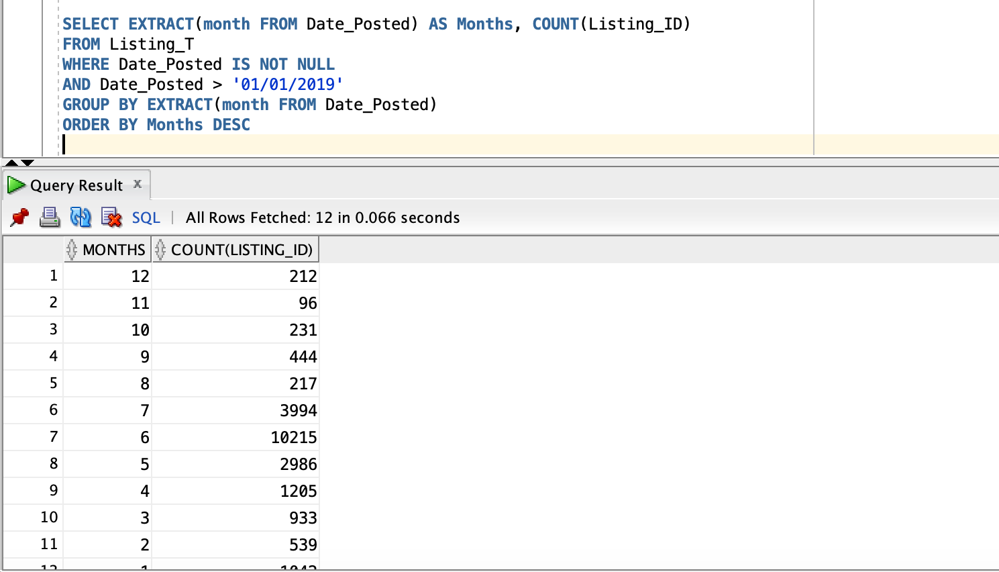 SELECT EXTRACT(month FROM Date_Posted) AS Months, COUNT(Listing_ID)
FROM Listing_T
WHERE Date_Posted IS NOT NULL
AND Date_Posted > '01/01/2019'
GROUP BY EXTRACT(month FROM Date_Posted)
ORDER BY Months DESC
Query Result x
SQL | All Rows Fetched: 12 in 0.066 seconds
MONTHS COUNT(LISTING_ID)
1 12 212
2 11 96
3 10 231
4 9 444
5 8 217
6 7 3994
7 6 10215
8 5 2986
9 4 1205
10 3 933
11 2 539
12 1